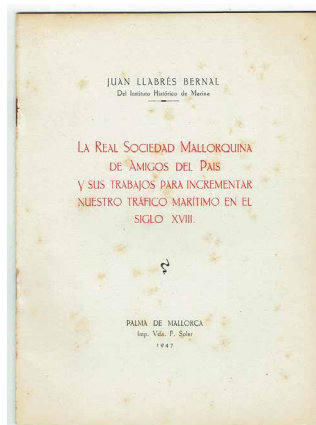 JUAN LLABRÉS BERNAL
Del Instituto Histórico de Marina
LA REAL SOCIEDAD MALLORQUINA
DE AMIGOS DEL PAIS
Y SUS TRABAJOS PARA INCREMENTAR
NUESTRO TRÁFICO MARÍTIMO EN EL
SIGLO XVIII
PALMA DE MALLORCA
Imp. Vda. F. Soler
1947